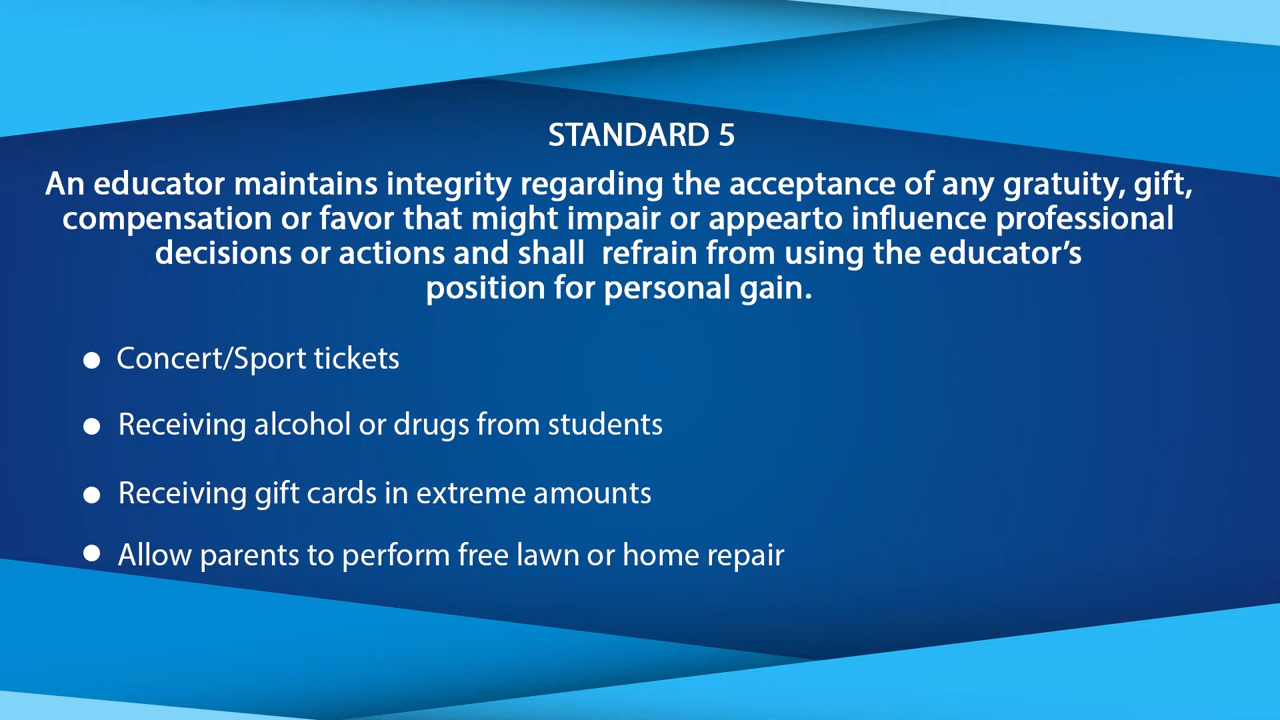 STANDARD 5
An educator maintains integrity regarding the acceptance of any gratuity, gift,
compensation or favor that might impair or appearto influence professional
decisions or actions and shall  refrain from using the educator’s
position for personal gain.
● Concert/Sport tickets
● Receiving alcohol or drugs from students
● Receiving gift cards in extreme amounts
● Allow parents to perform free lawn or home repair